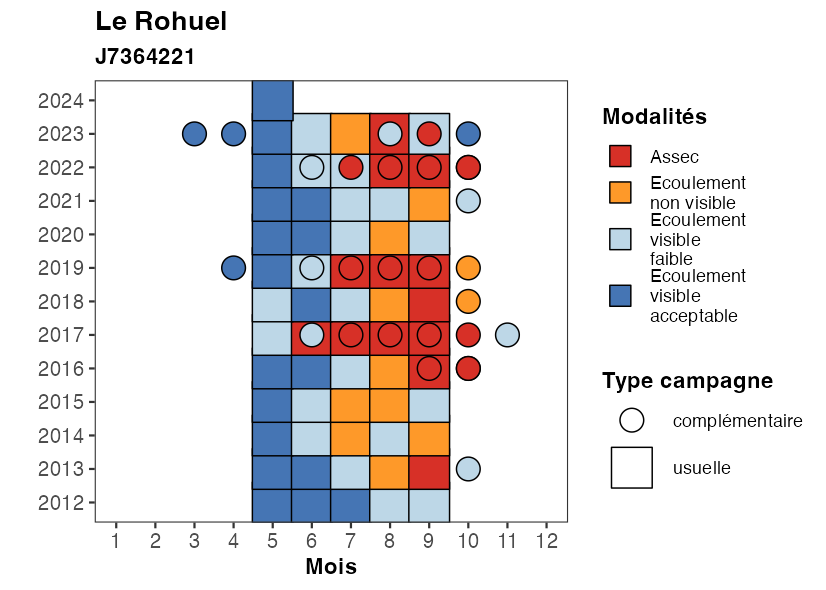 Le Rohuel
J7364221
2024
2023
2022
2021
2020
2019
2018
2017
2016
2015
2014
2013
2012
1 2 3 4 5 6 7 8 9 10 11 12
Mois
Modalités
Assec
Ecoulement
non visible
Ecoulement
visible
faible
Ecoulement
visible
acceptable
Type campagne
complémentaire
usuelle